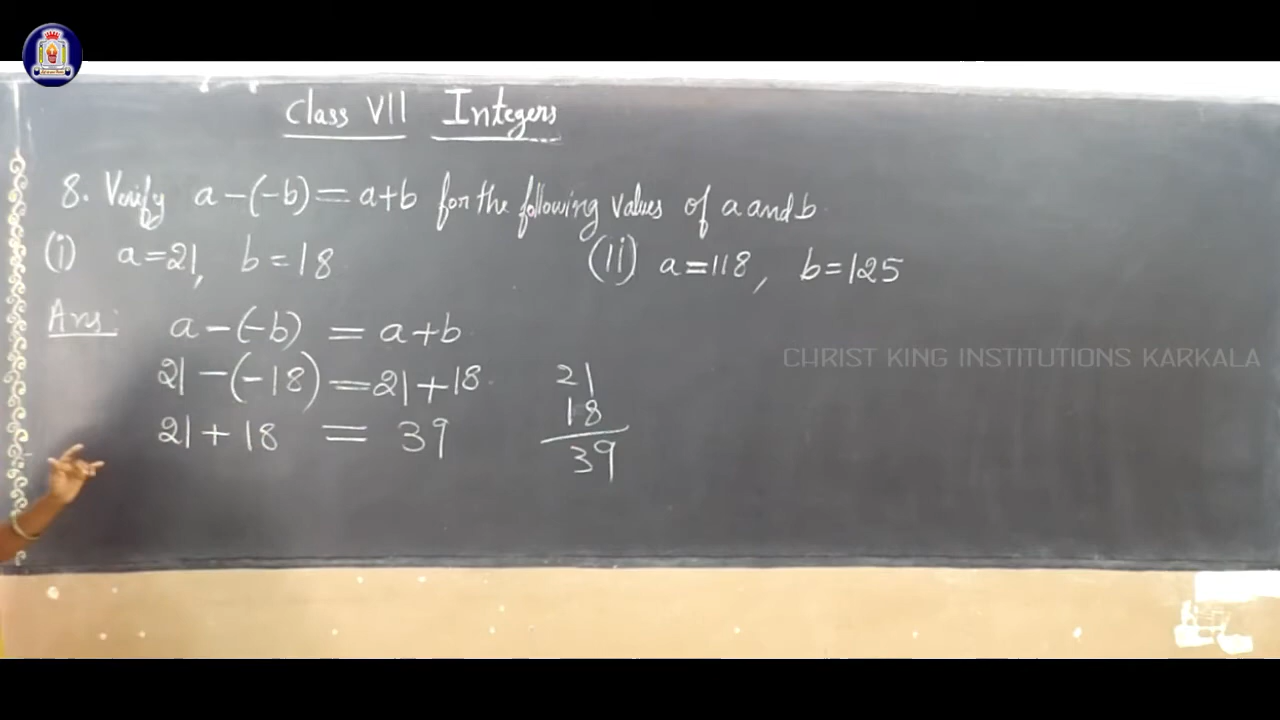 Class VII Integers
8. Verify a-(-b) = a+b for the following values of a and b.
(i) a=21, b=18 (ii) a=118, b=125
Ans: a-(-b) = a+b
CHRIST KING INSTITUTIONS KARKALA
21-(-18) = 21+18 21
18
21+18 = 39 39